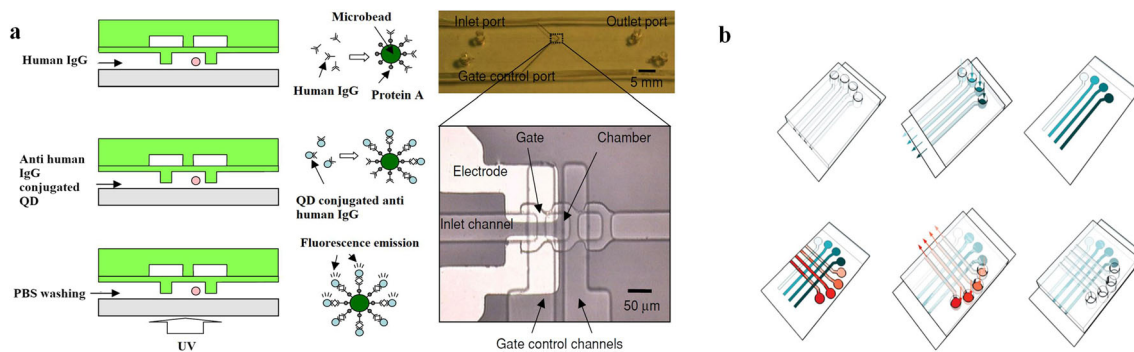 a
Human IgG
Microbead
Human IgG
Protein A
Inlet port
Outlet port
Gate control port
5 mm
Anti human
IgG
conjugated
QD
QD conjugated anti
human IgG
Gate
Chamber
Electrode
Inlet channel
50 μm
Gate control channels
PBS washing
UV
Fluorescence emission
b